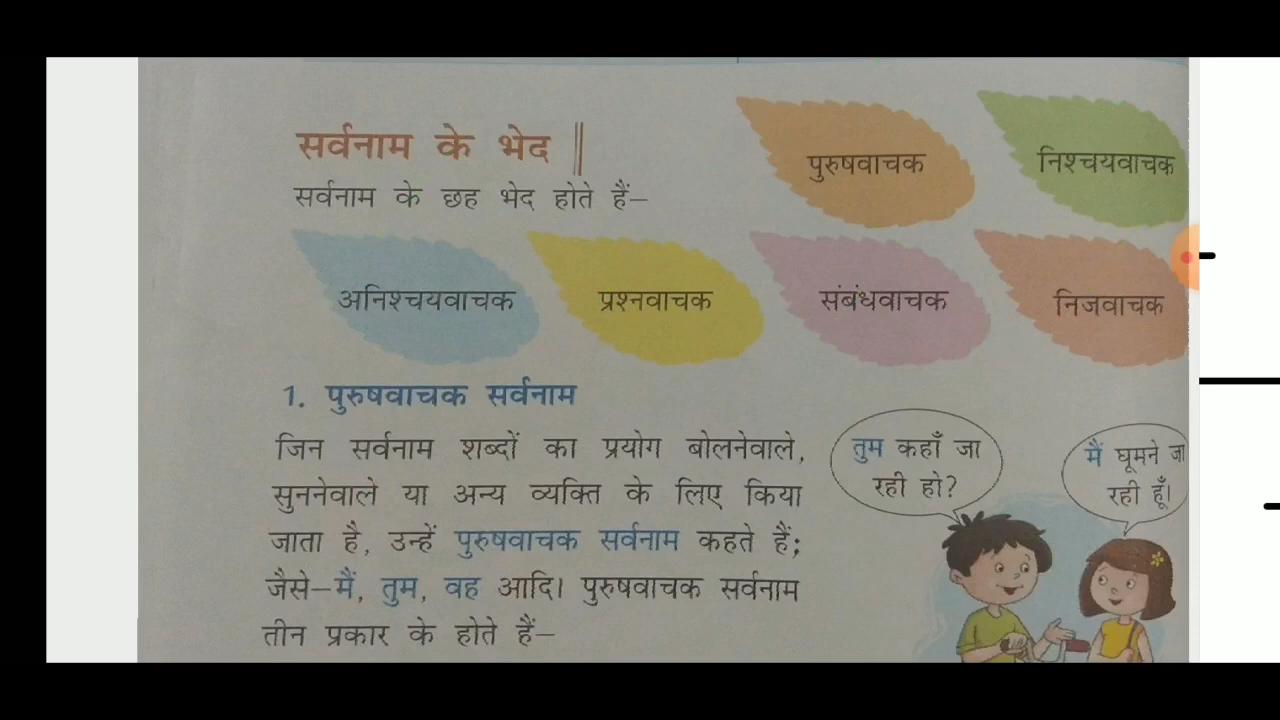 सर्वनाम के भेद
सर्वनाम के छह भेद होते हैं–
पुरुषवाचक
निश्चयवाचक
अनिश्चयवाचक
प्रश्नवाचक
संबंधवाचक
निजवाचक
1. पुरुषवाचक सर्वनाम
जिन सर्वनाम शब्दों का प्रयोग बोलनेवाले,
सुननेवाले या अन्य व्यक्ति के लिए किया
जाता है, उन्हें पुरुषवाचक सर्वनाम कहते हैं;
जैसे–मैं, तुम, वह आदि। पुरुषवाचक सर्वनाम
तीन प्रकार के होते हैं–
तुम कहाँ जा
रही हो?
मैं घूमने जा
रही हूँ।